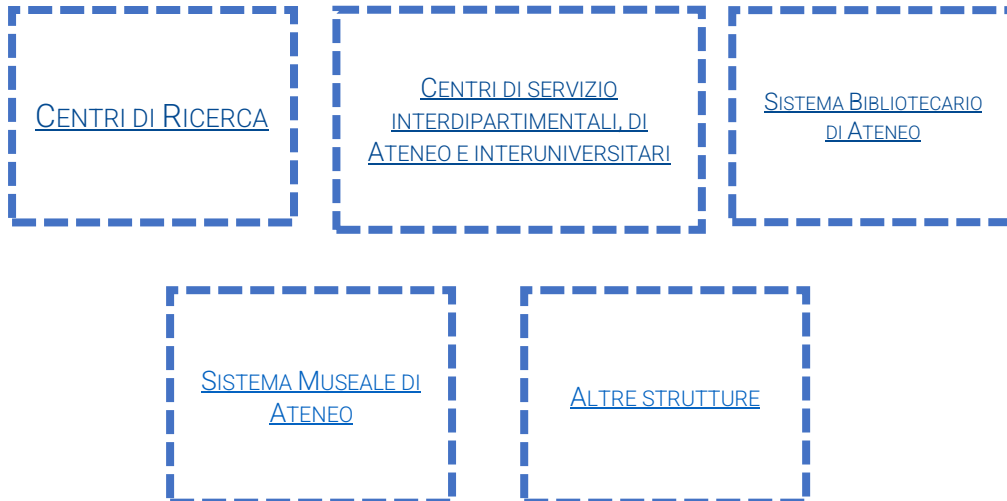 CENTRI DI RICERCA
CENTRI DI SERVIZIO
INTERDIPARTIMENTALI, DI
ATENEO E INTERUNIVERSITARI
SISTEMA BIBLIOTECARIO
DI ATENEO
SISTEMA MUSEALE DI
ATENEO
ALTRE STRUTTURE